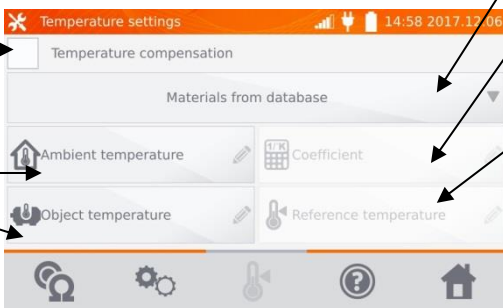 Temperature settings 14:58 2017.12.06
Temperature compensation
Materials from database
Ambient temperature 1/°K Coefficient
Object temperature Reference temperature